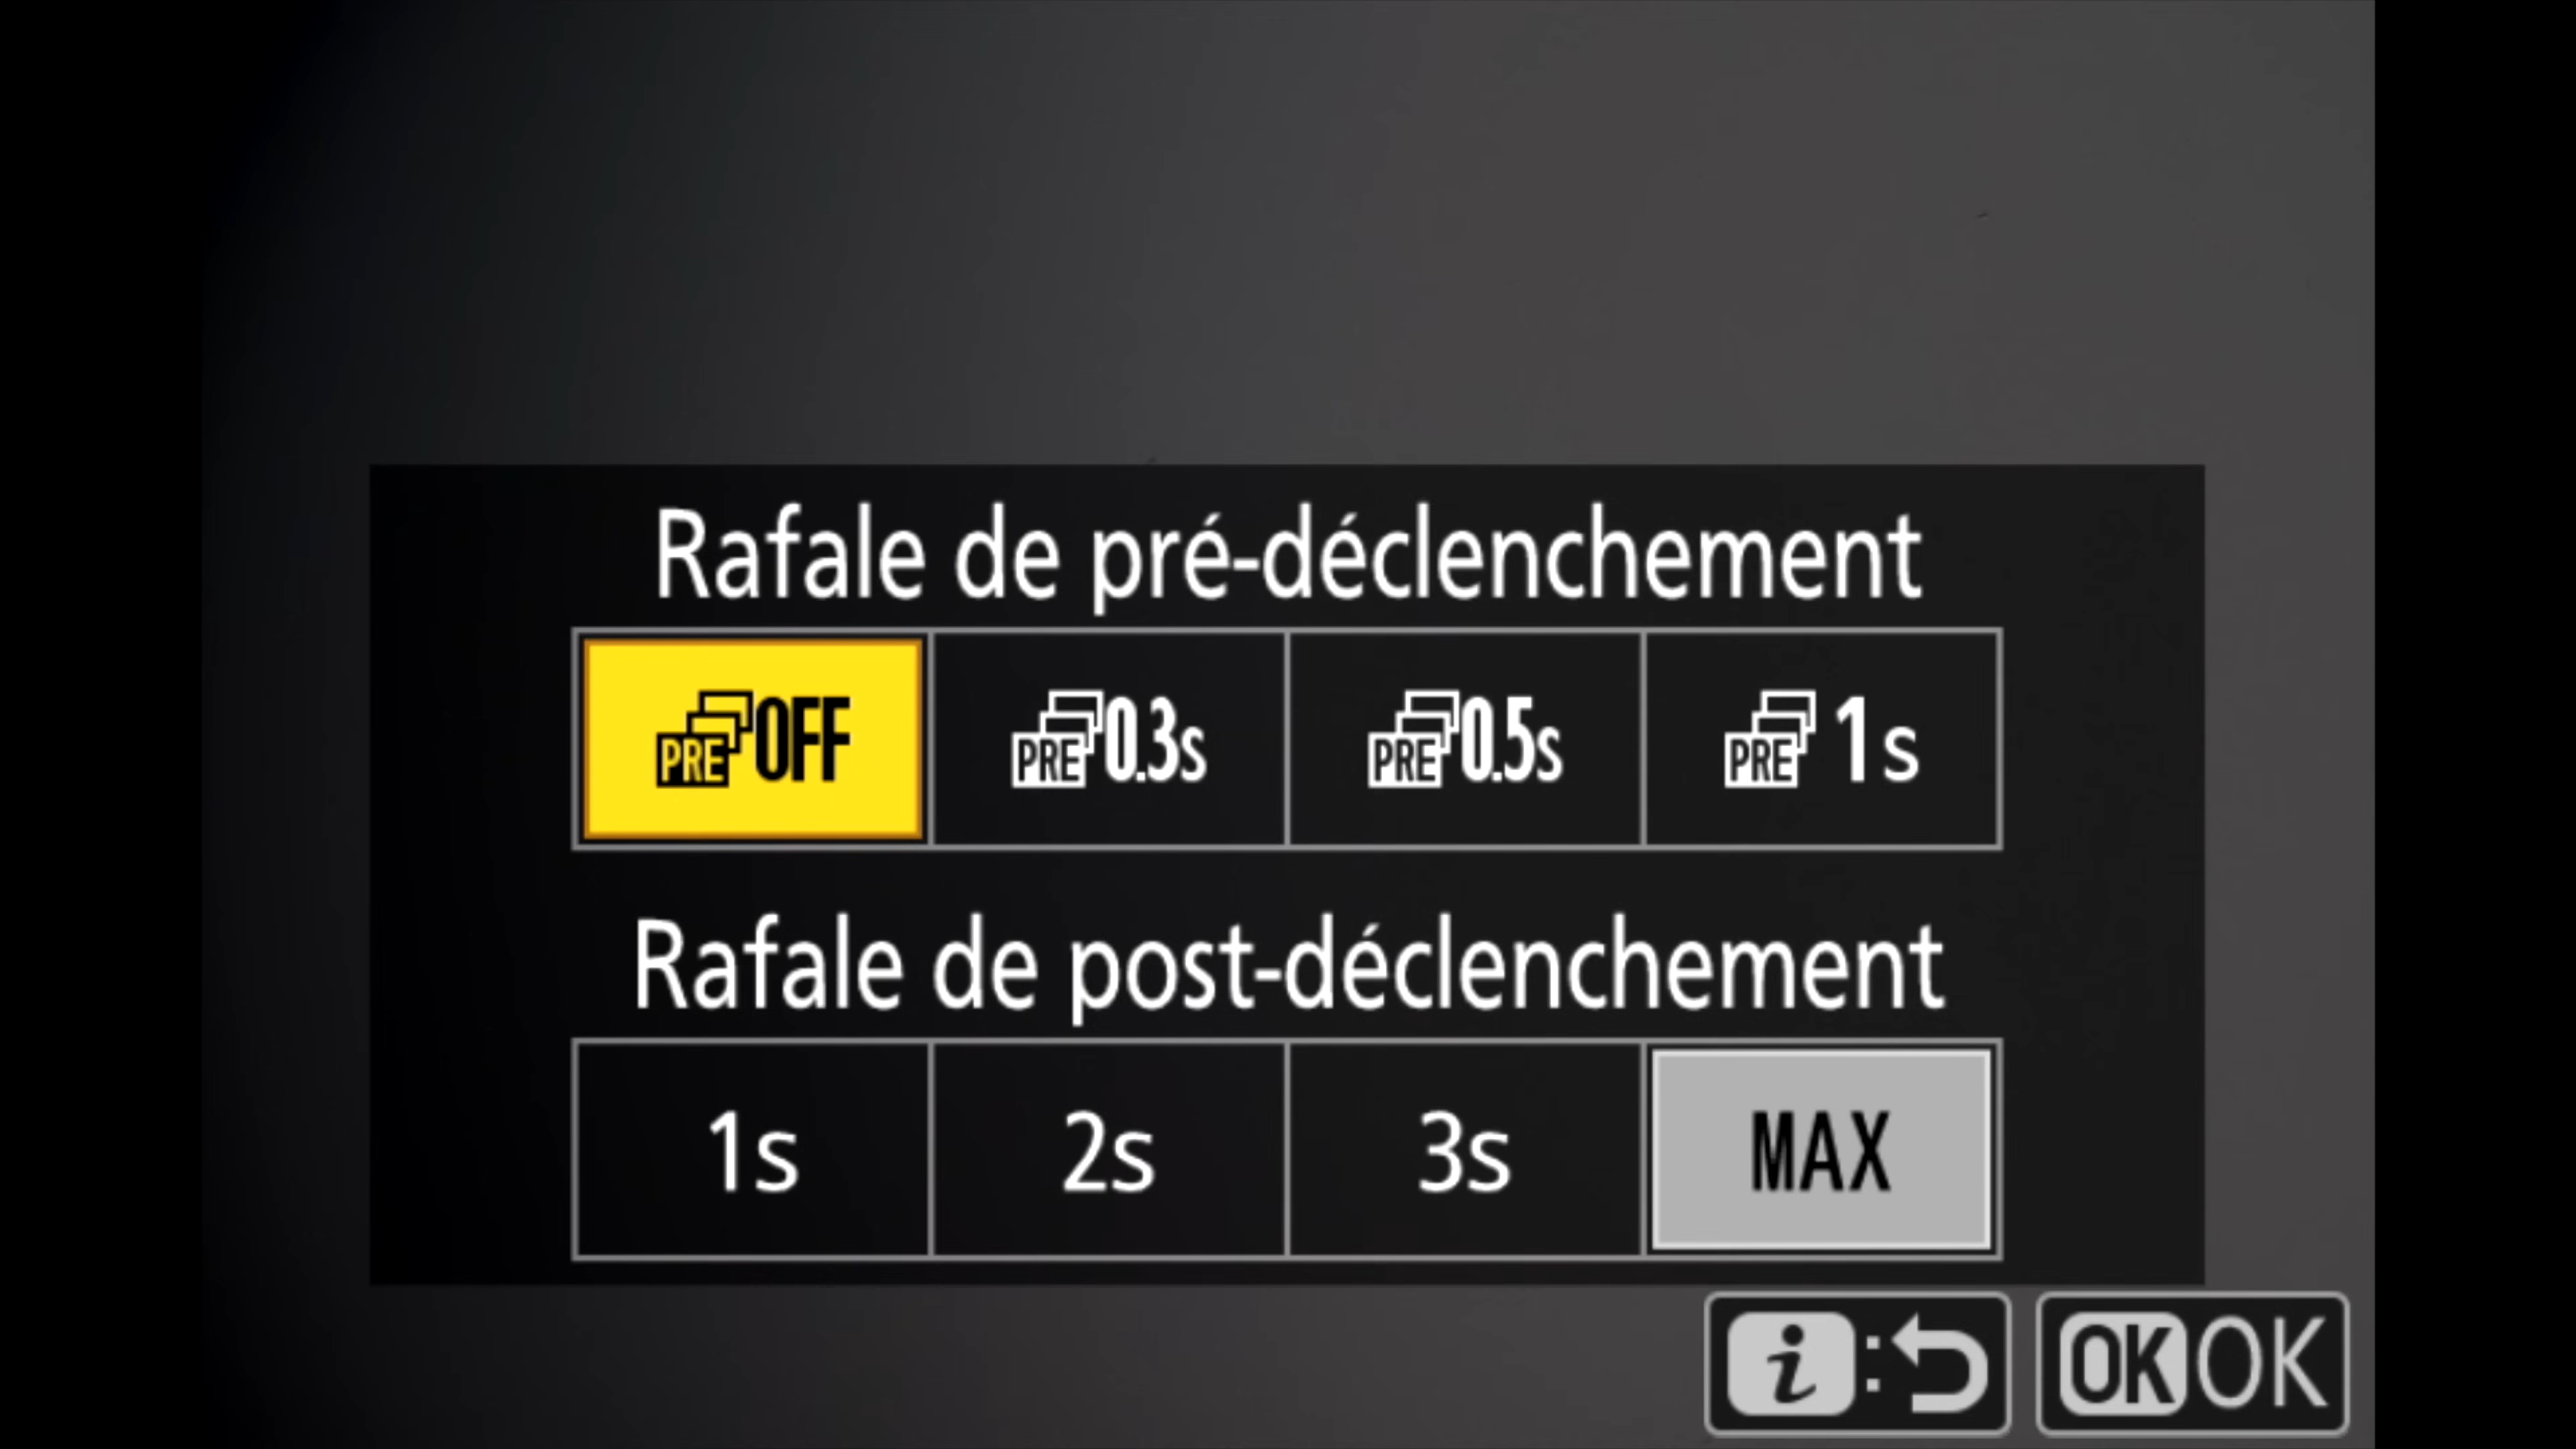 Rafale de pré-déclenchement
PRE OFF PRE 0.3s PRE 0.5s PRE 1s
Rafale de post-déclenchement
1s 2s 3s MAX
i : OK OK